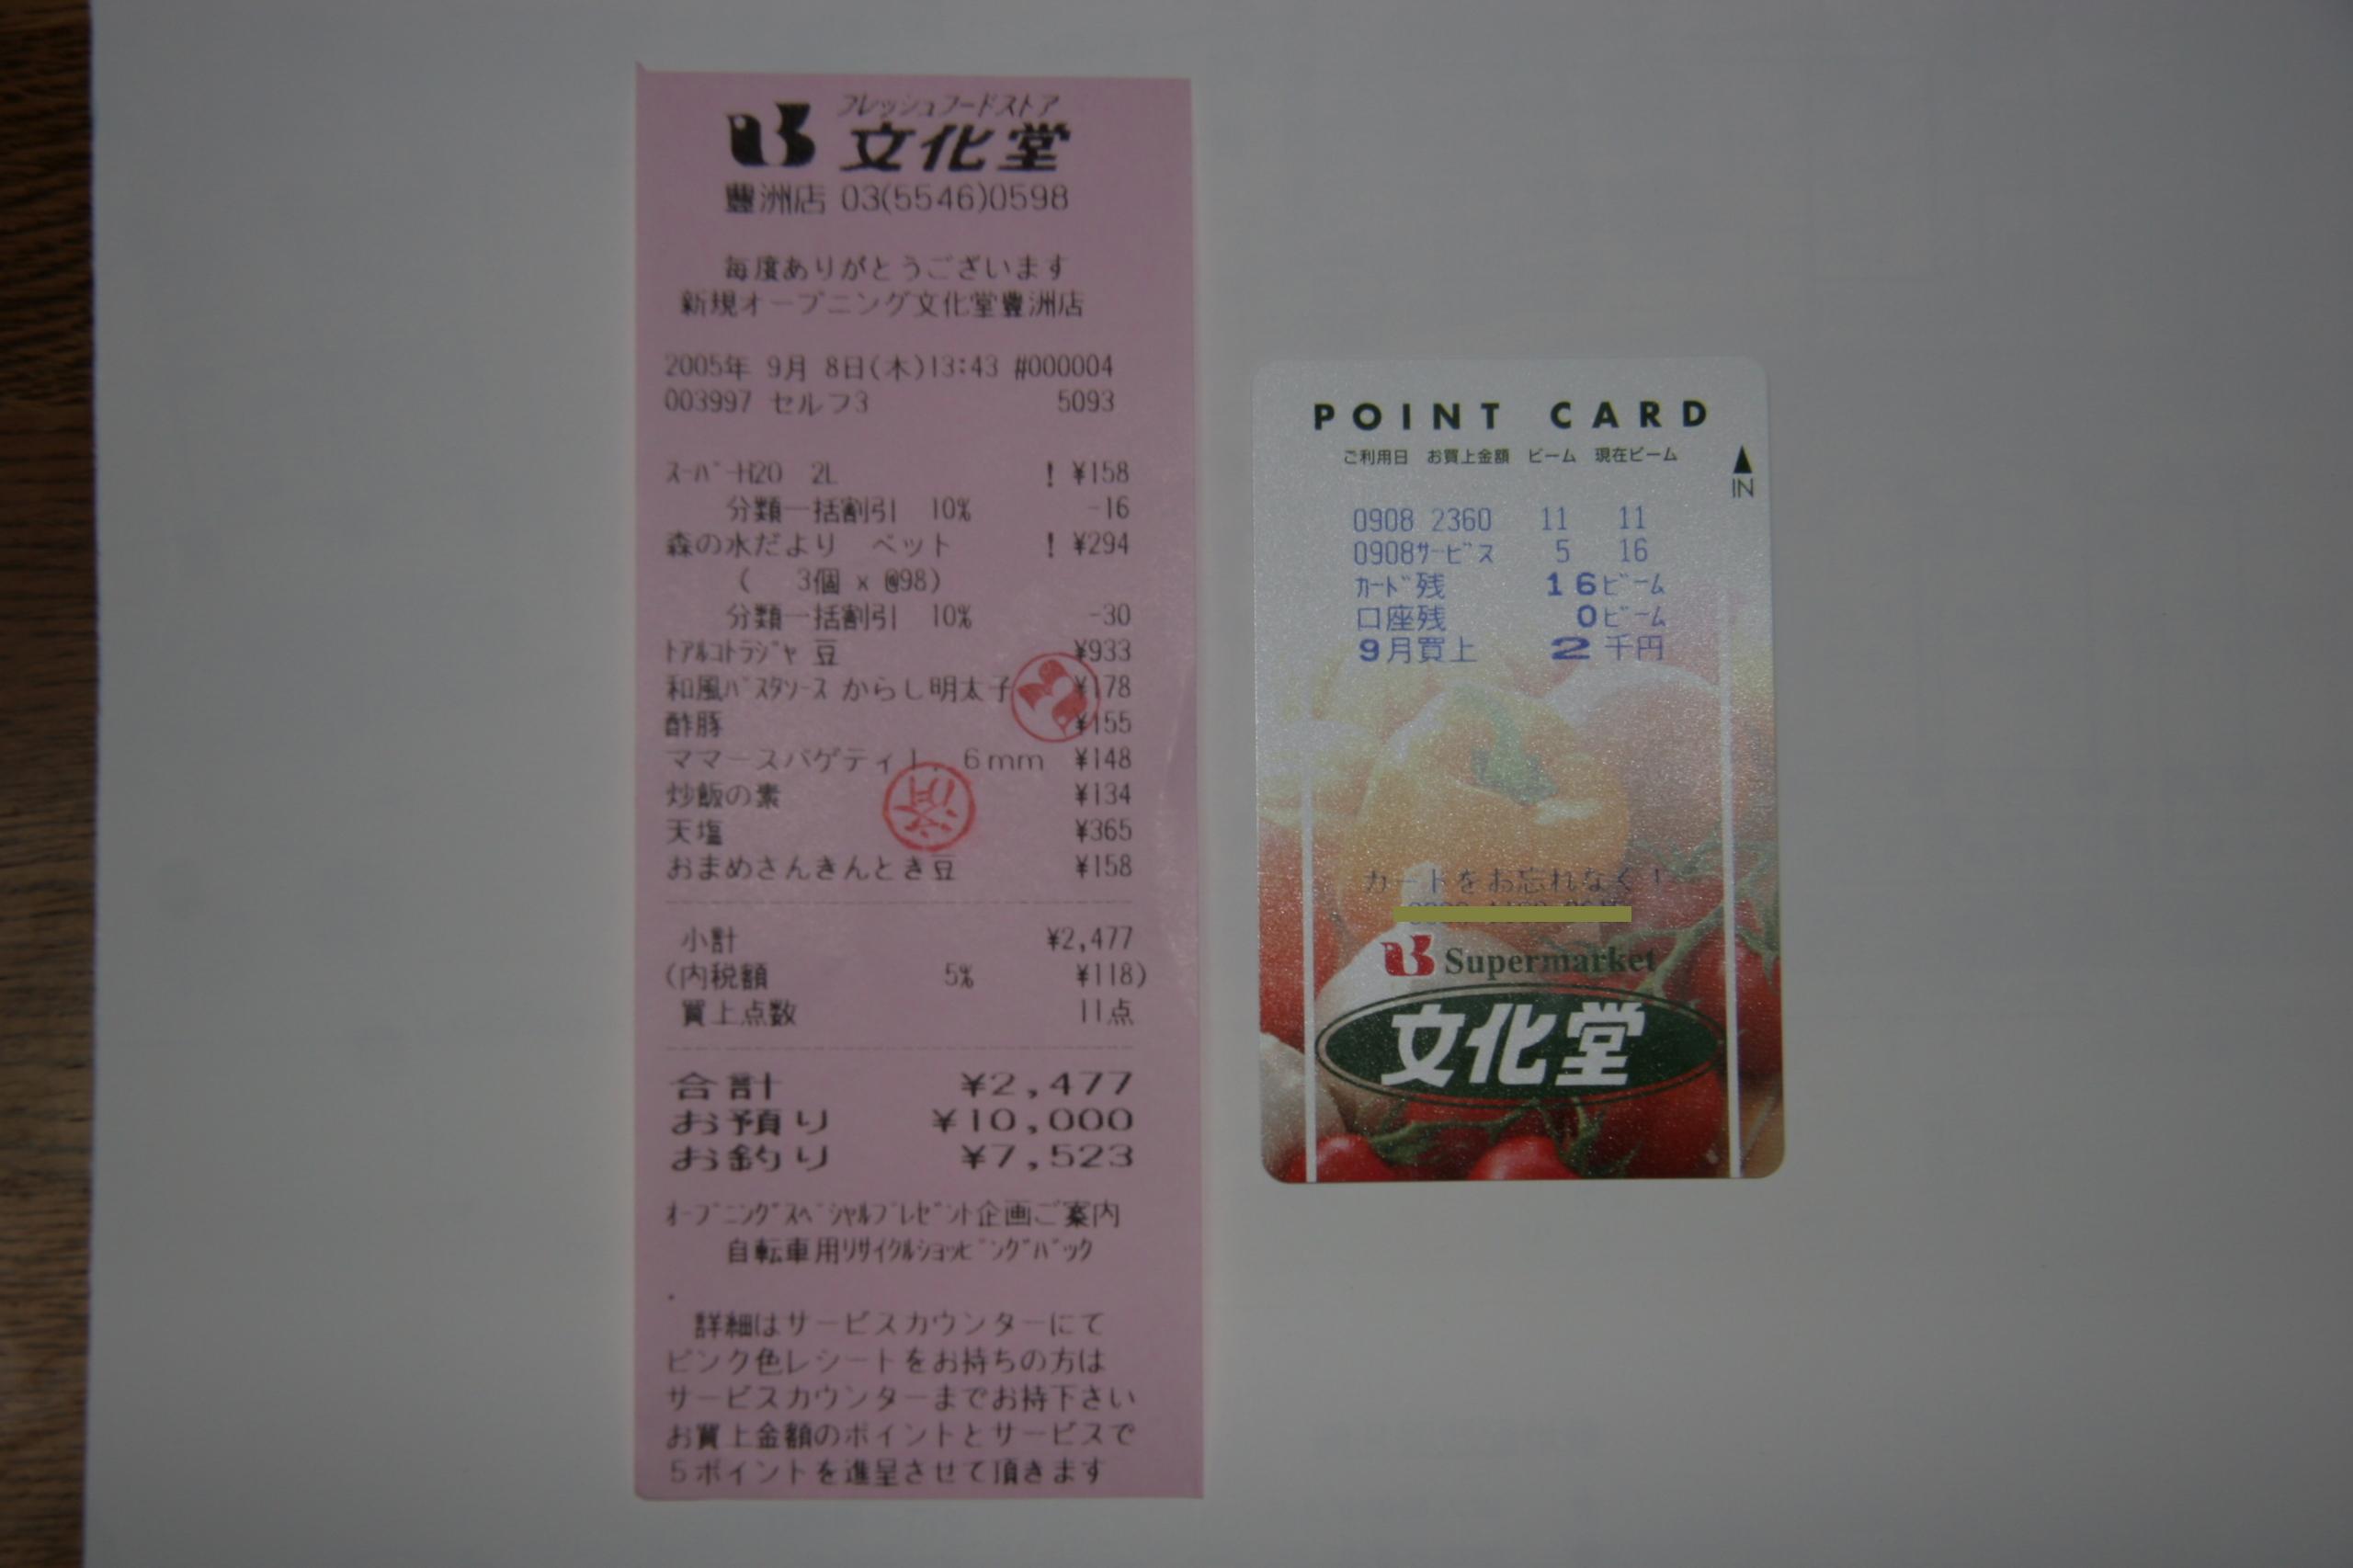 フレッシュフードストア
文化堂
豊洲店 03(5546)0598
毎度ありがとうございます
新規オープニング文化堂豊洲店
2005年 9月 8日(木)13:43 #000004
003997 セルフ3 5093
ｽｰﾊﾟｰH2O 2L ! ¥158
分類一括割引 10% -16
森の水だより ペット ! ¥294
( 3個 x @98)
分類一括割引 10% -30
ﾄｱﾙｺﾄﾗｼﾞｬ 豆 ¥933
和風ﾊﾟｽﾀｿｰｽ からし明太子 ¥178
酢豚 ¥155
ママースパゲティ1.6mm ¥148
炒飯の素 ¥134
天塩 ¥365
おまめさんきんとき豆 ¥158
済
小計 ¥2,477
(内税額 5% ¥118)
買上点数 11点
合計 ¥2,477
お預り ¥10,000
お釣り ¥7,523
ｵｰﾌﾟﾆﾝｸﾞｽﾍﾟｼｬﾙﾌﾟﾚｾﾞﾝﾄ企画ご案内
自転車用ﾘｻｲｸﾙｼｮｯﾋﾟﾝｸﾞﾊﾞｯｸ
.
詳細はサービスカウンターにて
ピンク色レシートをお持ちの方は
サービスカウンターまでお持下さい
お買上金額のポイントとサービスで
5ポイントを進呈させて頂きます
POINT CARD
ご利用日 お買上金額 ビーム 現在ビーム
IN
0908 2360 11 11
0908ｻｰﾋﾞｽ 5 16
ｶｰﾄﾞ残 16ﾋﾞｰﾑ
口座残 0ﾋﾞｰﾑ
9月買上 2千円
カードをお忘れなく!
Supermarket
文化堂